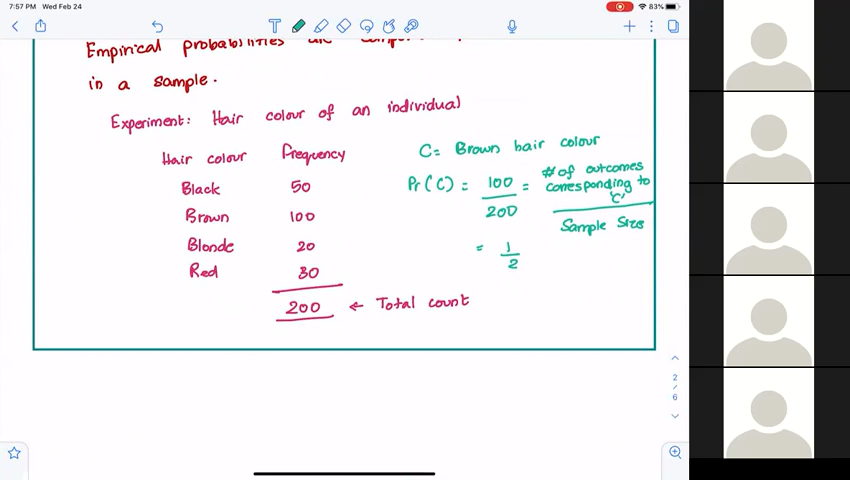 7:57 PM Wed Feb 24
83%
Empirical probabilities are
in a sample.
Experiment: Hair colour of an individual
Hair colour Frequency
Black 50
Brown 100
Blonde 20
Red 30
200 ← Total count
C = Brown hair colour
Pr(C) = 100/200 = # of outcomes corresponding to 'C' / Sample Size
= 1/2
2
/
6